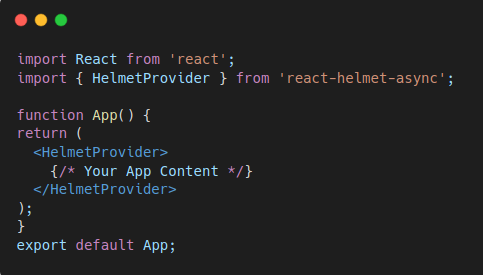 import React from 'react';
import { HelmetProvider } from 'react-helmet-async';

function App() {
return (
  <HelmetProvider>
    {/* Your App Content */}
  </HelmetProvider>
);
}
export default App;